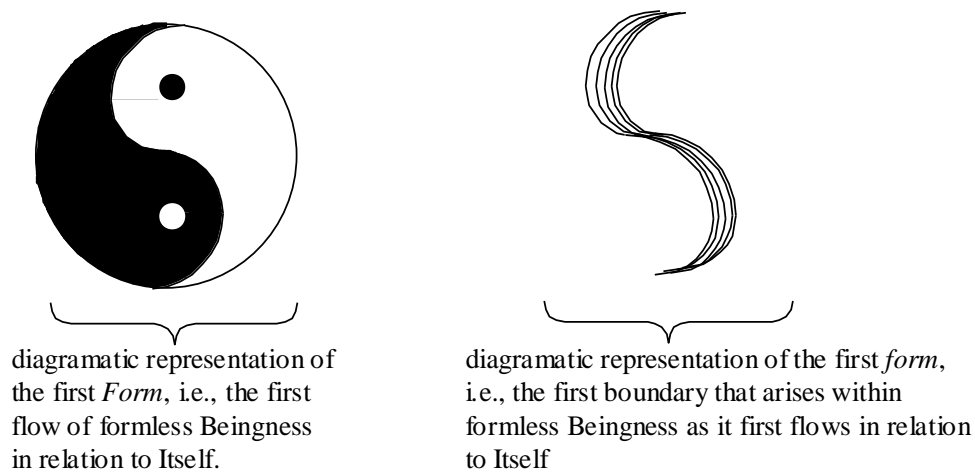 diagramatic representation of
the first Form, i.e., the first
flow of formless Beingness
in relation to Itself.
diagramatic representation of the first form,
i.e., the first boundary that arises within
formless Beingness as it first flows in relation
to Itself